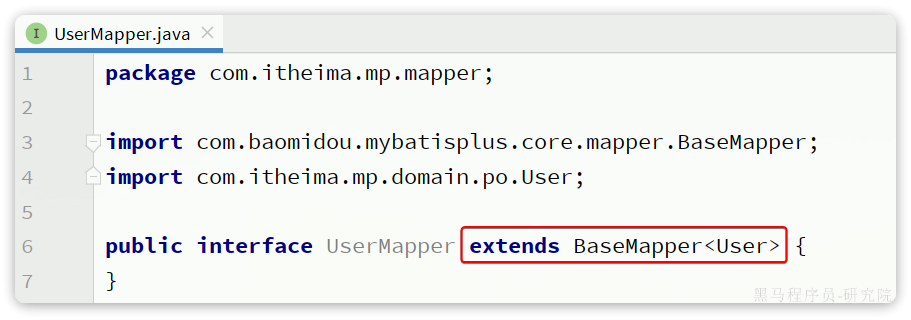 I UserMapper.java ×
1 package com.itheima.mp.mapper;
2
3 import com.baomidou.mybatisplus.core.mapper.BaseMapper;
4 import com.itheima.mp.domain.po.User;
5
6 public interface UserMapper extends BaseMapper<User> {
7 }
黑马程序员-研究院